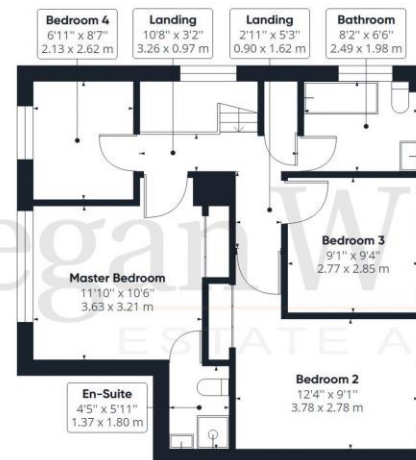 Bedroom 4
6'11" x 8'7"
2.13 x 2.62 m
Landing
10'8" x 3'2"
3.26 x 0.97 m
Landing
2'11" x 5'3"
0.90 x 1.62 m
Bathroom
8'2" x 6'6"
2.49 x 1.98 m
egan W
ESTATE A
Bedroom 3
9'1" x 9'4"
2.77 x 2.85 m
Master Bedroom
11'10" x 10'6"
3.63 x 3.21 m
Bedroom 2
12'4" x 9'1"
3.78 x 2.78 m
En-Suite
4'5" x 5'11"
1.37 x 1.80 m